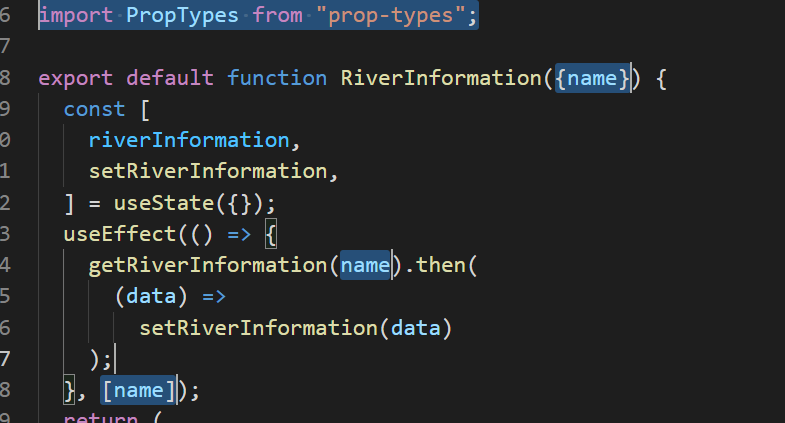 6 import PropTypes from "prop-types";
7
8 export default function RiverInformation({name}) {
9 const [
0 riverInformation,
1 setRiverInformation,
2 ] = useState({});
3 useEffect(() => {
4 getRiverInformation(name).then(
5 (data) =>
6 setRiverInformation(data)
7 );
8 }, [name]);
9 return (